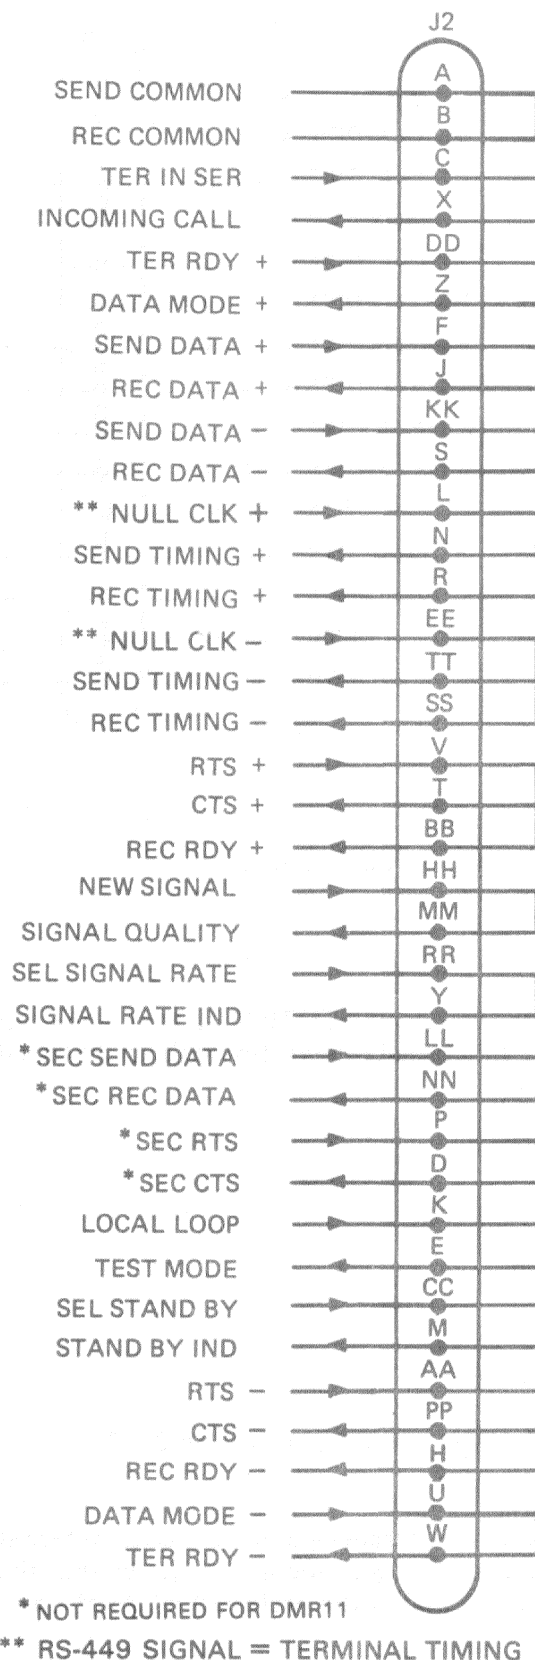 J2
SEND COMMON A
REC COMMON B
TER IN SER C
INCOMING CALL X
TER RDY + DD
DATA MODE + Z
SEND DATA + F
REC DATA + J
SEND DATA - KK
REC DATA - S
** NULL CLK + L
SEND TIMING + N
REC TIMING + R
** NULL CLK - EE
SEND TIMING - TT
REC TIMING - SS
RTS + V
CTS + T
REC RDY + BB
NEW SIGNAL HH
SIGNAL QUALITY MM
SEL SIGNAL RATE RR
SIGNAL RATE IND Y
* SEC SEND DATA LL
* SEC REC DATA NN
* SEC RTS P
* SEC CTS D
LOCAL LOOP K
TEST MODE E
SEL STAND BY CC
STAND BY IND M
RTS - AA
CTS - PP
REC RDY - H
DATA MODE - U
TER RDY - W
* NOT REQUIRED FOR DMR11
** RS-449 SIGNAL = TERMINAL TIMING